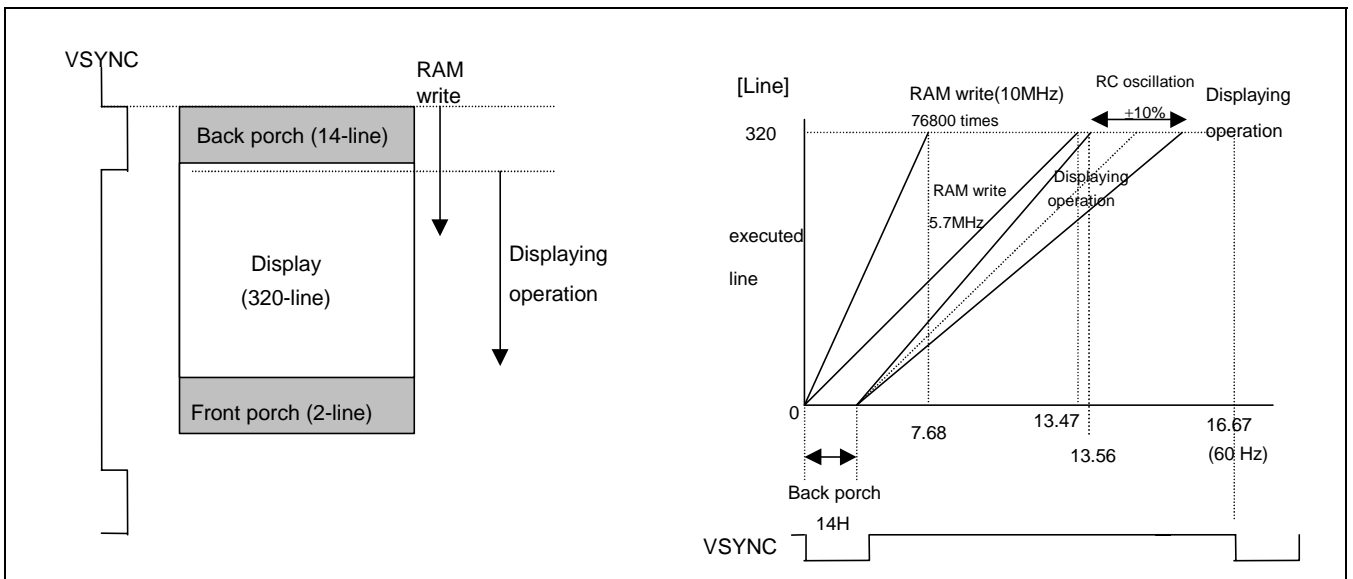 VSYNC
RAM
write
Back porch (14-line)
Display
(320-line)
Displaying
operation
Front porch (2-line)
[Line]
320
executed
line
0
RAM write(10MHz)
76800 times
RC oscillation
±10%
Displaying
operation
RAM write
5.7MHz
Displaying
operation
7.68
13.47
13.56
16.67
(60 Hz)
Back porch
14H
VSYNC